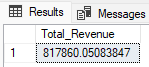 Results Messages
Total_Revenue
1 817860.05083847